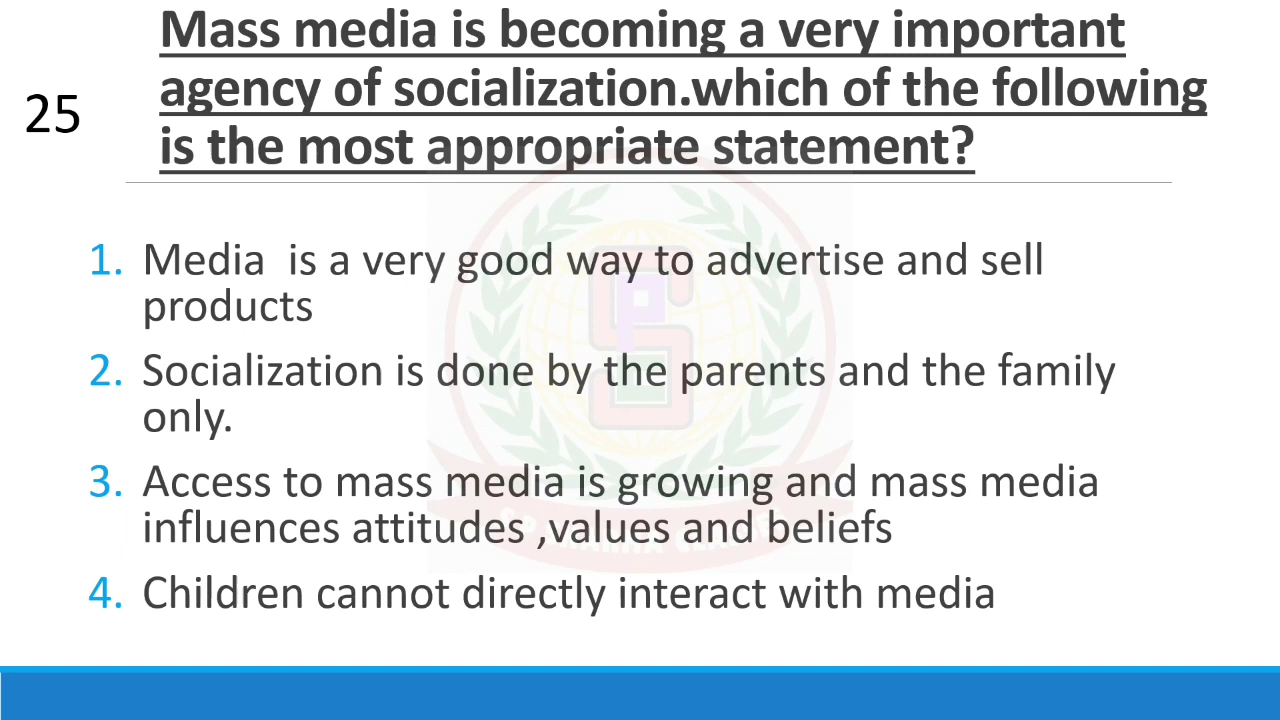 Mass media is becoming a very important
agency of socialization.which of the following
is the most appropriate statement?
25
1. Media  is a very good way to advertise and sell
products
2. Socialization is done by the parents and the family
only.
3. Access to mass media is growing and mass media
influences attitudes ,values and beliefs
4. Children cannot directly interact with media